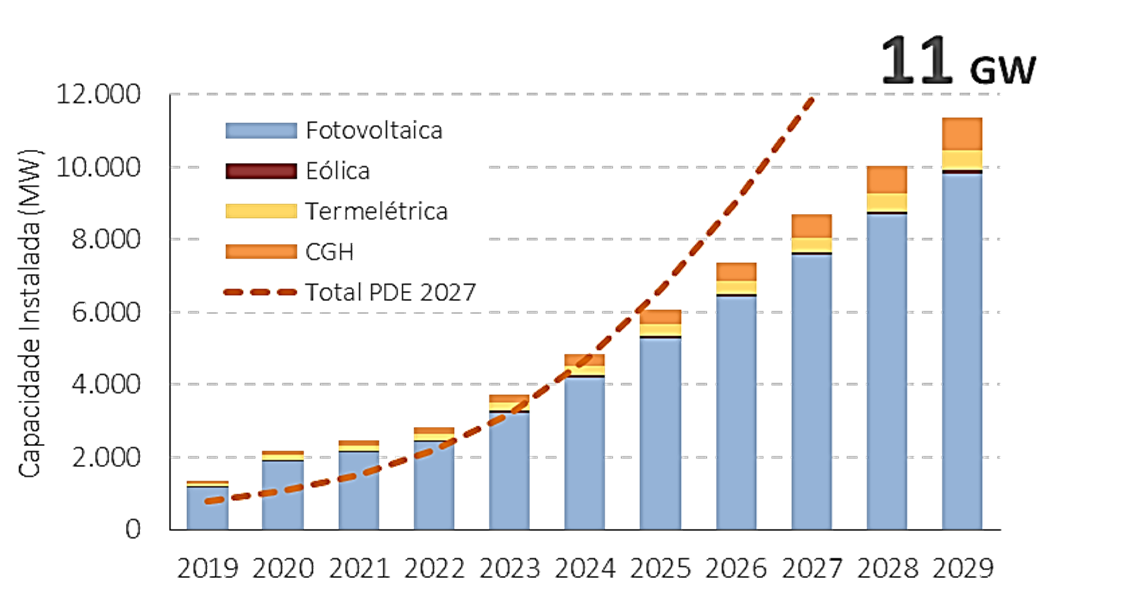 11 GW
Capacidade Instalada (MW)
12.000
10.000
8.000
6.000
4.000
2.000
0
Fotovoltaica
Eólica
Termelétrica
CGH
Total PDE 2027
2019 2020 2021 2022 2023 2024 2025 2026 2027 2028 2029